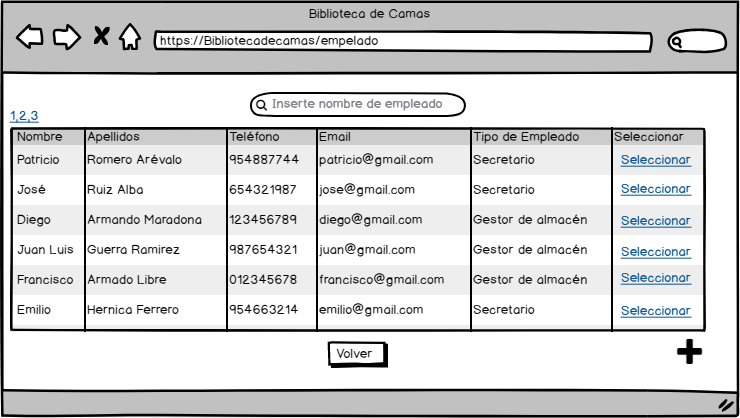 Biblioteca de Camas
https://Bibliotecadecamas/empelado
Inserte nombre de empleado
1,2,3
Nombre Apellidos Teléfono Email Tipo de Empleado Seleccionar
Patricio Romero Arévalo 954887744 patricio@gmail.com Secretario Seleccionar
José Ruiz Alba 654321987 jose@gmail.com Secretario Seleccionar
Diego Armando Maradona 123456789 diego@gmail.com Gestor de almacén Seleccionar
Juan Luis Guerra Ramirez 987654321 juan@gmail.com Gestor de almacén Seleccionar
Francisco Armado Libre 012345678 francisco@gmail.com Gestor de almacén Seleccionar
Emilio Hernica Ferrero 954663214 emilio@gmail.com Secretario Seleccionar
Volver